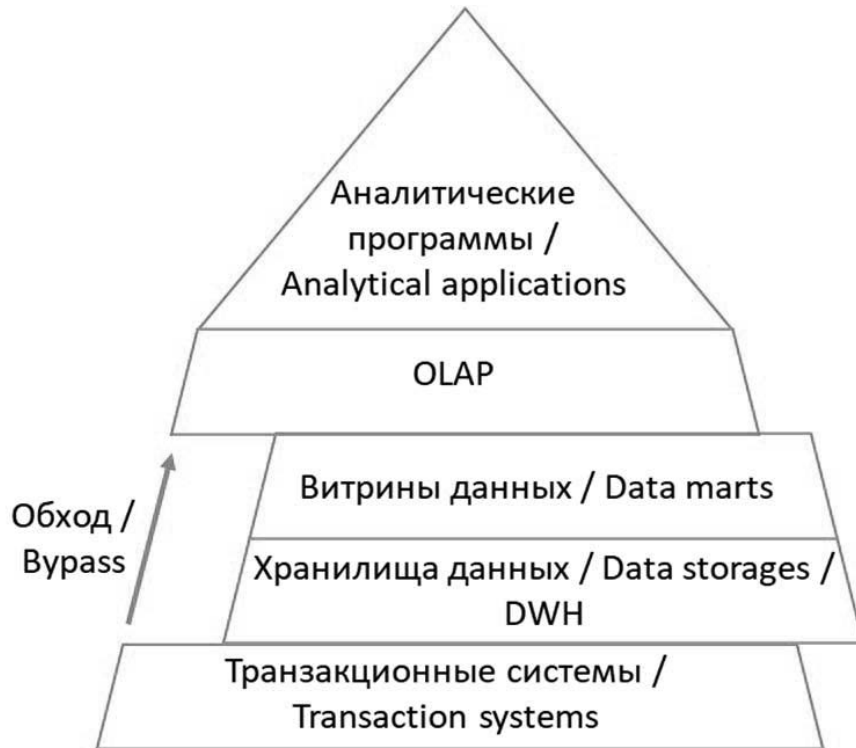 Аналитические
программы /
Analytical applications
OLAP
Витрины данных / Data marts
Обход /
Bypass
Хранилища данных / Data storages /
DWH
Транзакционные системы /
Transaction systems